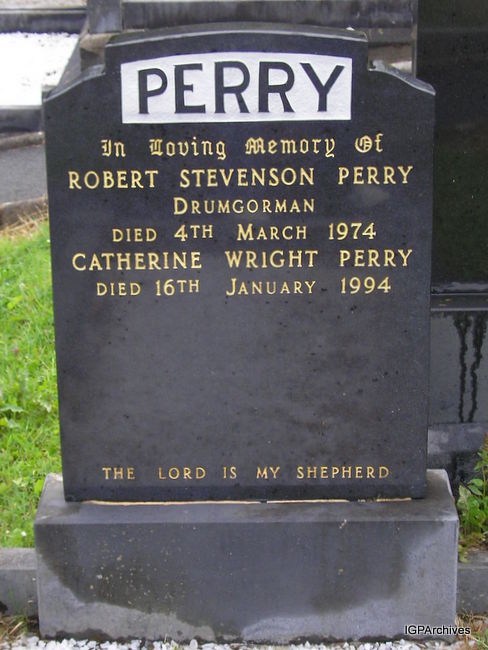 PERRY
In Loving Memory Of
ROBERT STEVENSON PERRY
DRUMGORMAN
DIED 4TH MARCH 1974
CATHERINE WRIGHT PERRY
DIED 16TH JANUARY 1994
THE LORD IS MY SHEPHERD
IGPArchives